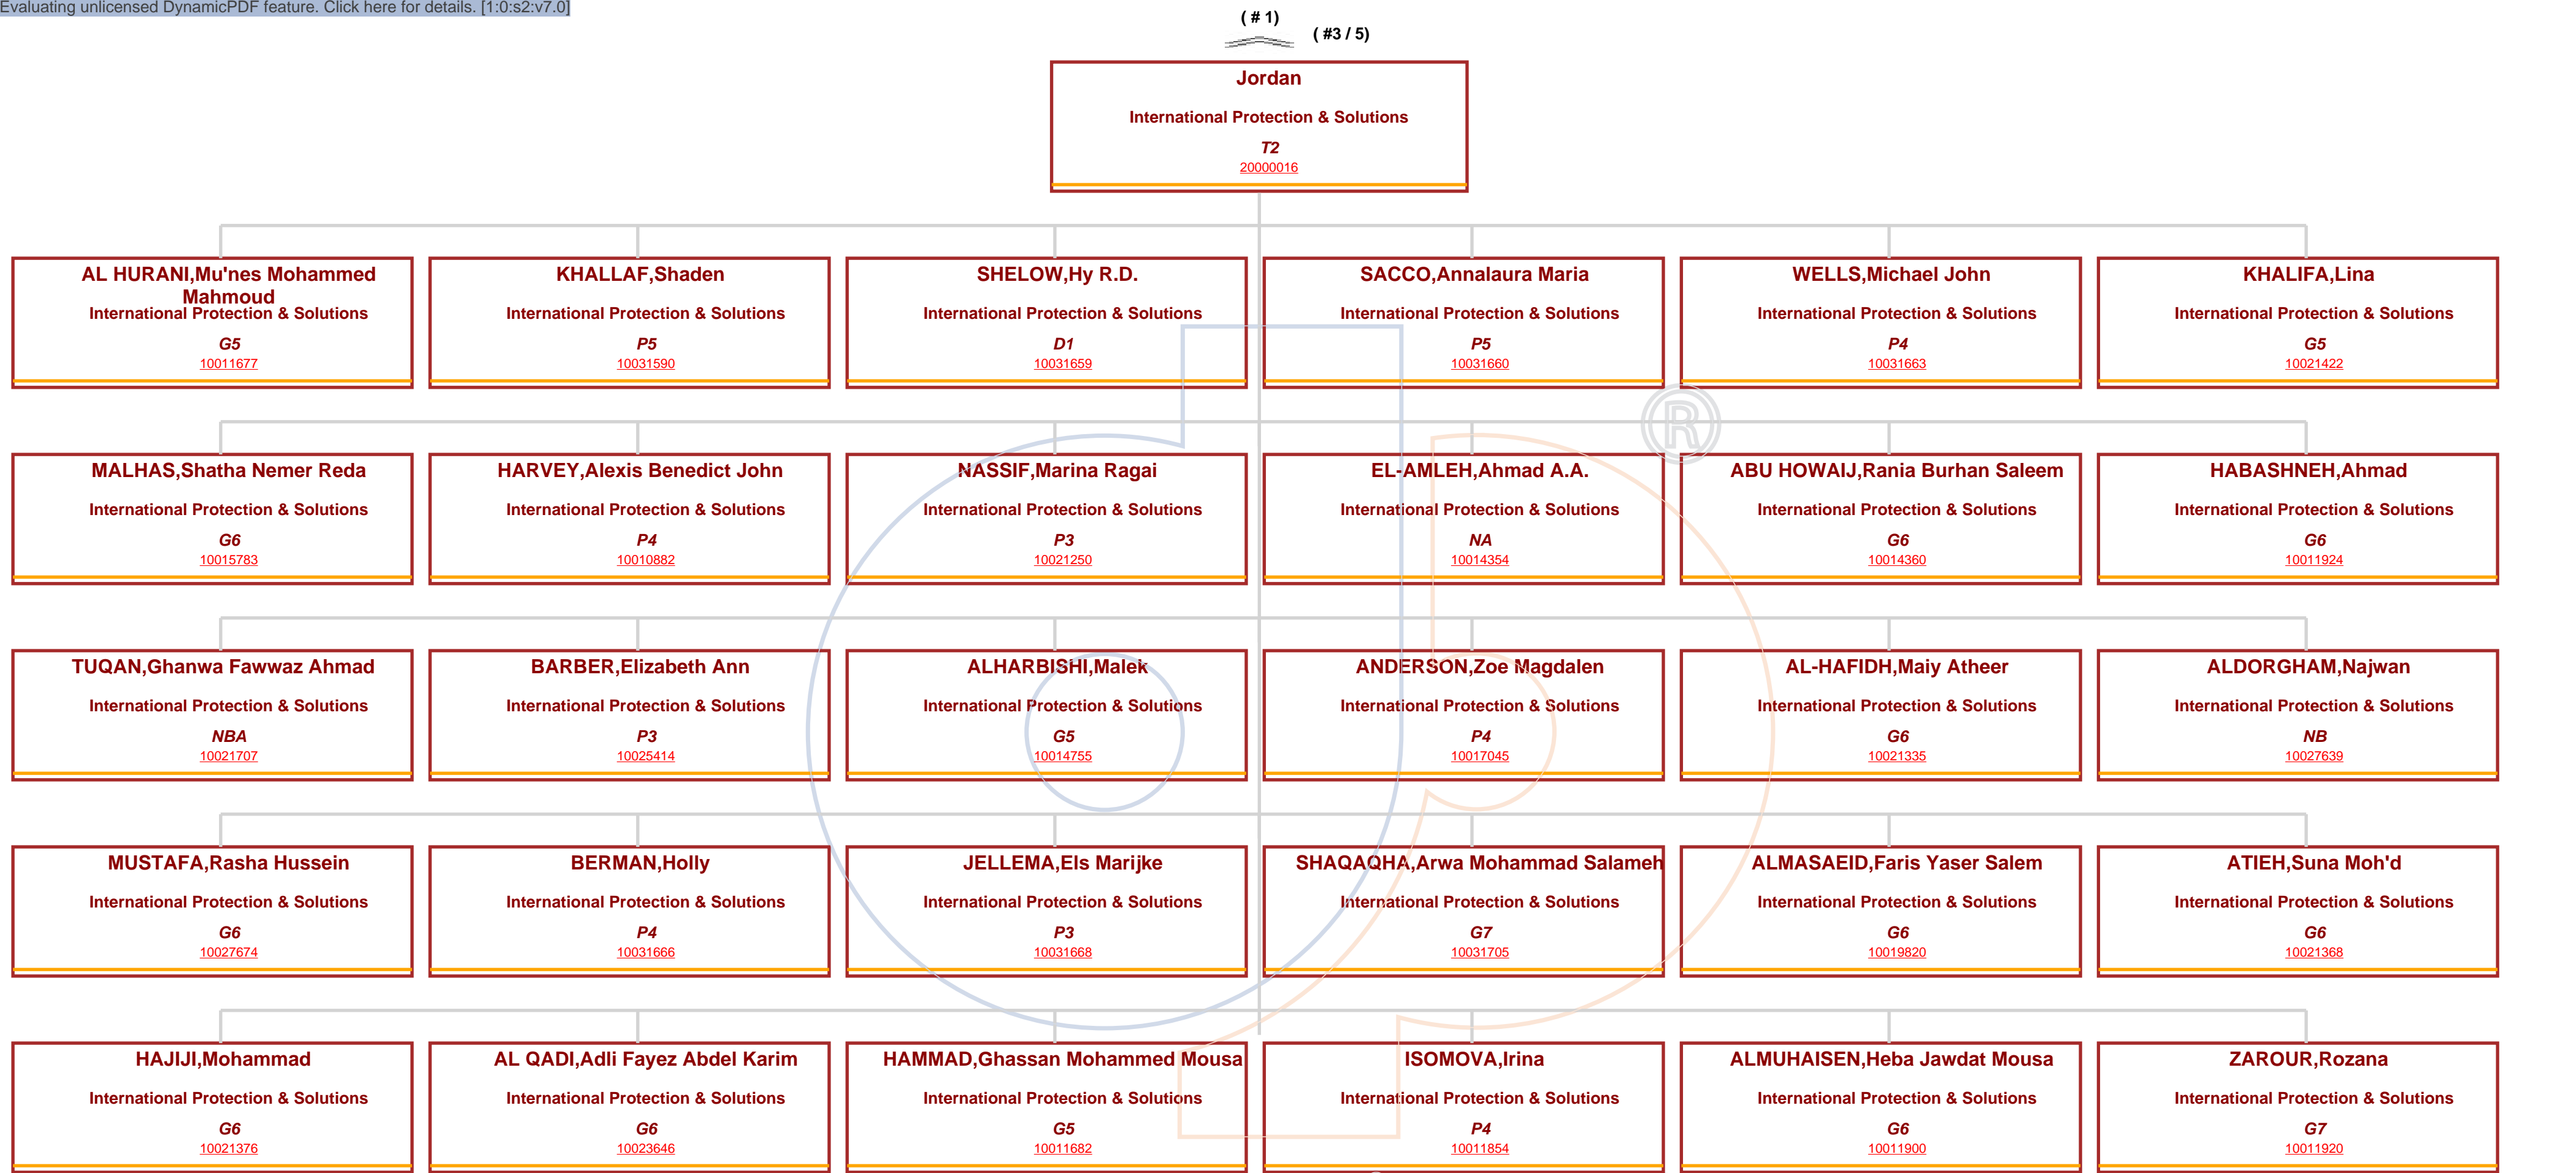 Evaluating unlicensed DynamicPDF feature. Click here for details. [1:0:s2:v7.0]
( # 1)
( #3 / 5)
Jordan
International Protection & Solutions
T2
20000016
AL HURANI,Mu'nes Mohammed
Mahmoud
International Protection & Solutions
G5
10011677
KHALLAF,Shaden
International Protection & Solutions
P5
10031590
SHELOW,Hy R.D.
International Protection & Solutions
D1
10031659
SACCO,Annalaura Maria
International Protection & Solutions
P5
10031660
WELLS,Michael John
International Protection & Solutions
P4
10031663
KHALIFA,Lina
International Protection & Solutions
G5
10021422
®
MALHAS,Shatha Nemer Reda
International Protection & Solutions
G6
10015783
HARVEY,Alexis Benedict John
International Protection & Solutions
P4
10010882
NASSIF,Marina Ragai
International Protection & Solutions
P3
10021250
EL-AMLEH,Ahmad A.A.
International Protection & Solutions
NA
10014354
ABU HOWAIJ,Rania Burhan Saleem
International Protection & Solutions
G6
10014360
HABASHNEH,Ahmad
International Protection & Solutions
G6
10011924
TUQAN,Ghanwa Fawwaz Ahmad
International Protection & Solutions
NBA
10021707
BARBER,Elizabeth Ann
International Protection & Solutions
P3
10025414
ALHARBISHI,Malek
International Protection & Solutions
G5
10014755
ANDERSON,Zoe Magdalen
International Protection & Solutions
P4
10017045
AL-HAFIDH,Maiy Atheer
International Protection & Solutions
G6
10021335
ALDORGHAM,Najwan
International Protection & Solutions
NB
10027639
MUSTAFA,Rasha Hussein
International Protection & Solutions
G6
10027674
BERMAN,Holly
International Protection & Solutions
P4
10031666
JELLEMA,Els Marijke
International Protection & Solutions
P3
10031668
SHAQAQHA,Arwa Mohammad Salameh
International Protection & Solutions
G7
10031705
ALMASAEID,Faris Yaser Salem
International Protection & Solutions
G6
10019820
ATIEH,Suna Moh'd
International Protection & Solutions
G6
10021368
HAJIJI,Mohammad
International Protection & Solutions
G6
10021376
AL QADI,Adli Fayez Abdel Karim
International Protection & Solutions
G6
10023646
HAMMAD,Ghassan Mohammed Mousa
International Protection & Solutions
G5
10011682
ISOMOVA,Irina
International Protection & Solutions
P4
10011854
ALMUHAISEN,Heba Jawdat Mousa
International Protection & Solutions
G6
10011900
ZAROUR,Rozana
International Protection & Solutions
G7
10011920